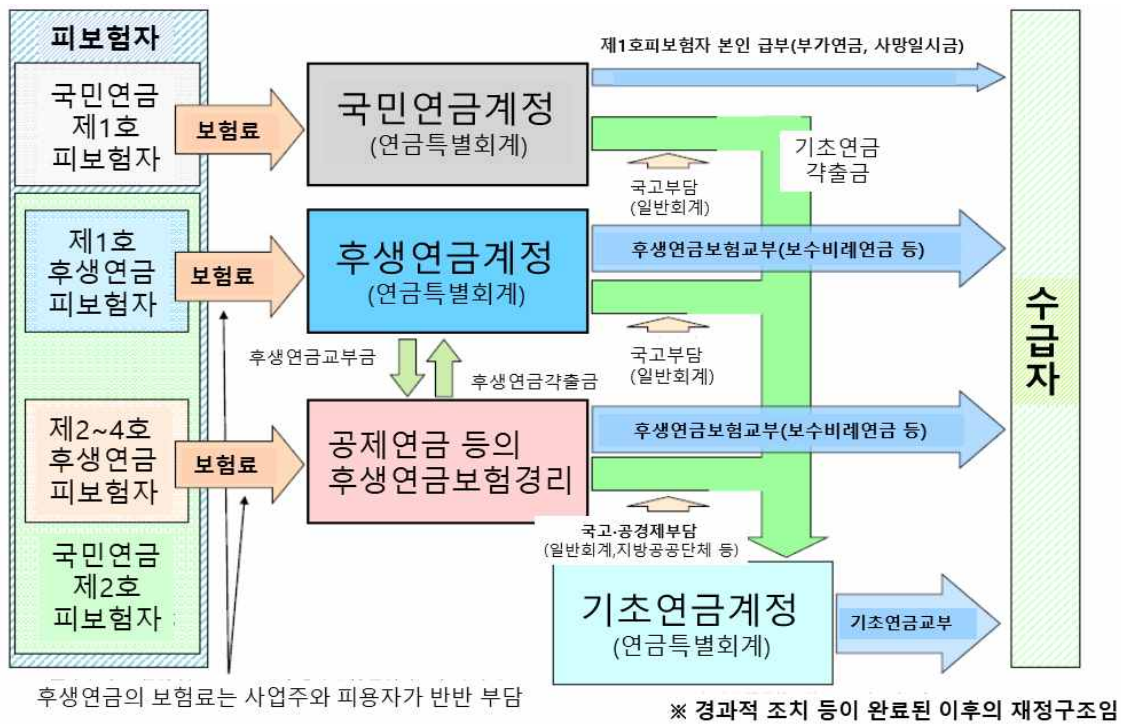 피보험자
국민연금
제1호
피보험자
보험료
국민연금계정
(연금특별회계)
제1호피보험자 본인 급부(부가연금, 사망일시금)
기초연금
갹출금
국고부담
(일반회계)
제1호
후생연금
피보험자
보험료
후생연금계정
(연금특별회계)
후생연금보험교부(보수비례연금 등)
국고부담
(일반회계)
후생연금교부금
후생연금갹출금
제2~4호
후생연금
피보험자
보험료
공제연금 등의
후생연금보험경리
후생연금보험교부(보수비례연금 등)
국고·공경제부담
(일반회계,지방공공단체 등)
국민연금
제2호
피보험자
기초연금계정
(연금특별회계)
기초연금교부
수급자
후생연금의 보험료는 사업주와 피용자가 반반 부담
※ 경과적 조치 등이 완료된 이후의 재정구조임